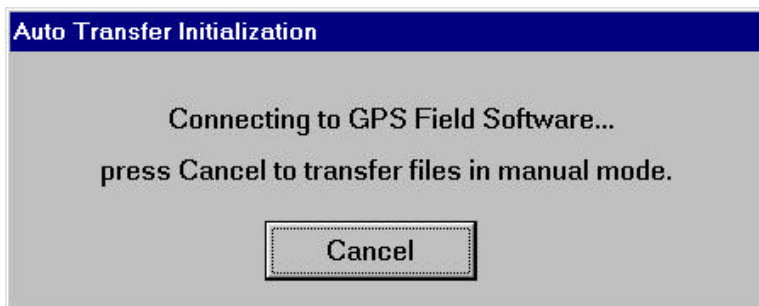 Auto Transfer Initialization
Connecting to GPS Field Software...
press Cancel to transfer files in manual mode.
Cancel